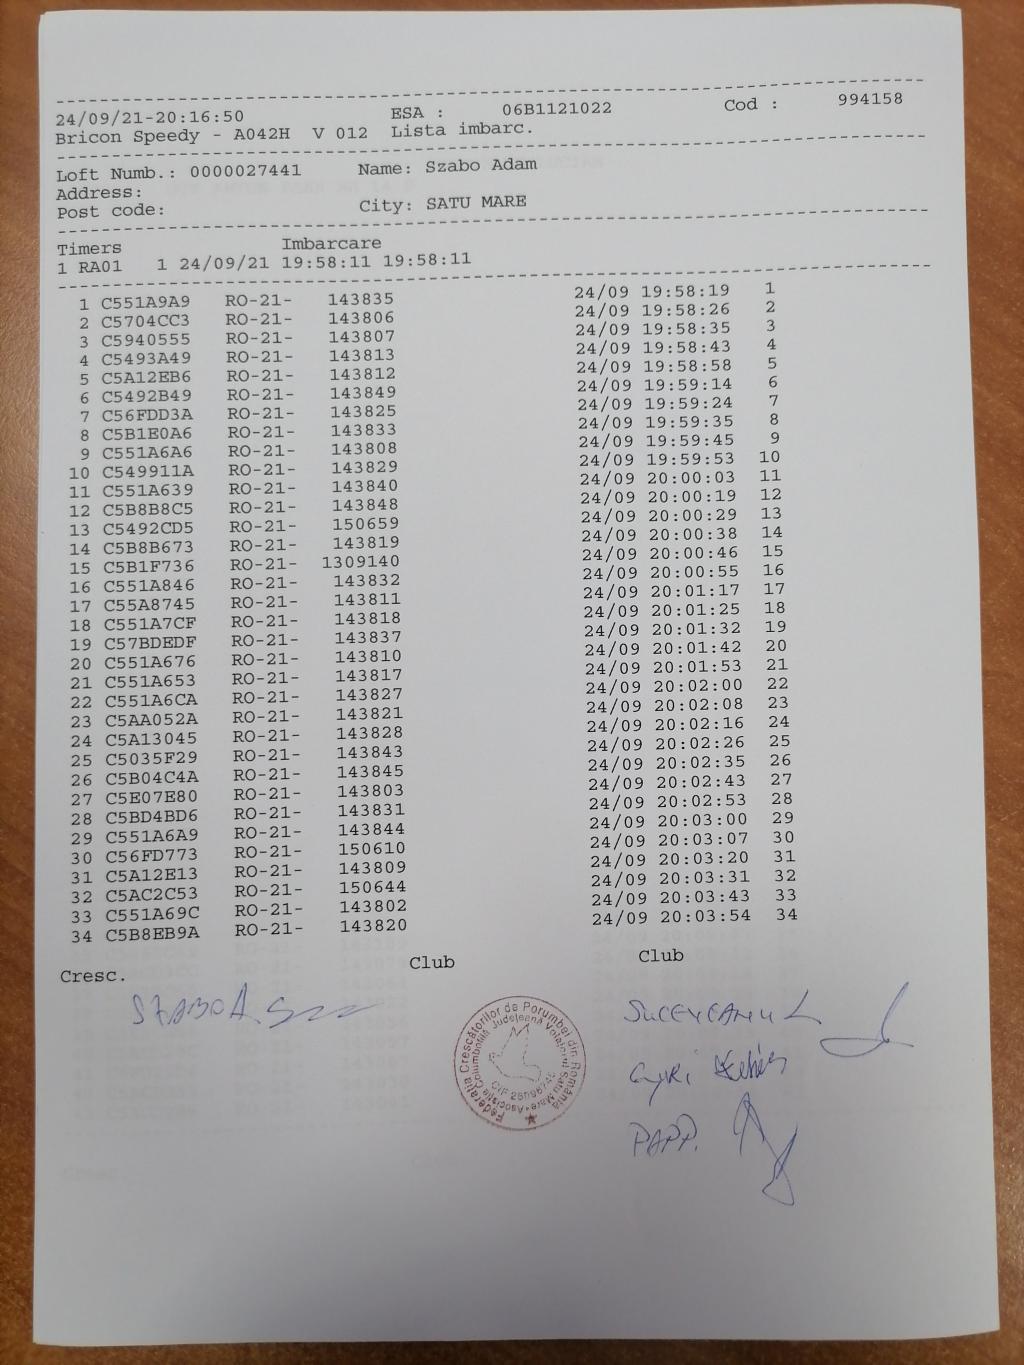 24/09/21-20:16:50 ESA : 06B1121022 Cod : 994158
Bricon Speedy - A042H V 012 Lista imbarc.
Loft Numb.: 0000027441 Name: Szabo Adam
Address:
Post code: City: SATU MARE
Timers Imbarcare
1 RA01 1 24/09/21 19:58:11 19:58:11
1 C551A9A9 RO-21- 143835 24/09 19:58:19 1
2 C5704CC3 RO-21- 143806 24/09 19:58:26 2
3 C5940555 RO-21- 143807 24/09 19:58:35 3
4 C5493A49 RO-21- 143813 24/09 19:58:43 4
5 C5A12EB6 RO-21- 143812 24/09 19:58:58 5
6 C5492B49 RO-21- 143849 24/09 19:59:14 6
7 C56FDD3A RO-21- 143825 24/09 19:59:24 7
8 C5B1E0A6 RO-21- 143833 24/09 19:59:35 8
9 C551A6A6 RO-21- 143808 24/09 19:59:45 9
10 C549911A RO-21- 143829 24/09 19:59:53 10
11 C551A639 RO-21- 143840 24/09 20:00:03 11
12 C5B8B8C5 RO-21- 143848 24/09 20:00:19 12
13 C5492CD5 RO-21- 150659 24/09 20:00:29 13
14 C5B8B673 RO-21- 143819 24/09 20:00:38 14
15 C5B1F736 RO-21- 1309140 24/09 20:00:46 15
16 C551A846 RO-21- 143832 24/09 20:00:55 16
17 C55A8745 RO-21- 143811 24/09 20:01:17 17
18 C551A7CF RO-21- 143818 24/09 20:01:25 18
19 C57BDEDF RO-21- 143837 24/09 20:01:32 19
20 C551A676 RO-21- 143810 24/09 20:01:42 20
21 C551A653 RO-21- 143817 24/09 20:01:53 21
22 C551A6CA RO-21- 143827 24/09 20:02:00 22
23 C5AA052A RO-21- 143821 24/09 20:02:08 23
24 C5A13045 RO-21- 143828 24/09 20:02:16 24
25 C5035F29 RO-21- 143843 24/09 20:02:26 25
26 C5B04C4A RO-21- 143845 24/09 20:02:35 26
27 C5E07E80 RO-21- 143803 24/09 20:02:43 27
28 C5BD4BD6 RO-21- 143831 24/09 20:02:53 28
29 C551A6A9 RO-21- 143844 24/09 20:03:00 29
30 C56FD773 RO-21- 150610 24/09 20:03:07 30
31 C5A12E13 RO-21- 143809 24/09 20:03:20 31
32 C5AC2C53 RO-21- 150644 24/09 20:03:31 32
33 C551A69C RO-21- 143802 24/09 20:03:43 33
34 C5B8EB9A RO-21- 143820 24/09 20:03:54 34
Cresc. Club Club
SZABO A
SUCEVEANU L
Federația Crescătorilor de Porumbei din România
Asociația Columbofilă Județeană Voiajorul Satu Mare
PAPP.